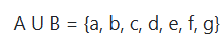 A U B = {a, b, c, d, e, f, g}